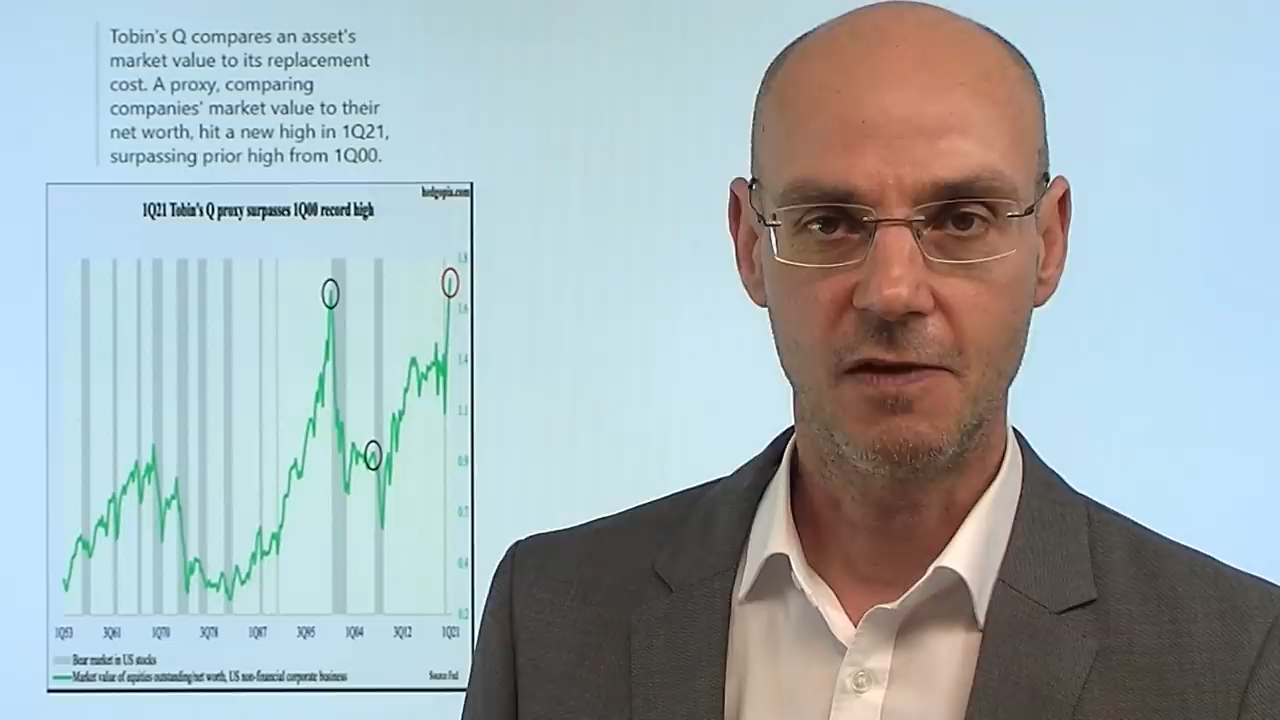 Tobin's Q compares an asset's
market value to its replacement
cost. A proxy, comparing
companies' market value to their
net worth, hit a new high in 1Q21,
surpassing prior high from 1Q00.
hedgopia.com
1Q21 Tobin's Q proxy surpasses 1Q00 record high
1.8
1.6
1.4
1.1
0.9
0.7
0.4
0.2
1Q53 3Q61 1Q70 3Q78 1Q87 3Q95 1Q04 3Q12 1Q21
Bear market in US stocks
Market value of equities outstanding/net worth, US non-financial corporate business
Source: Fed